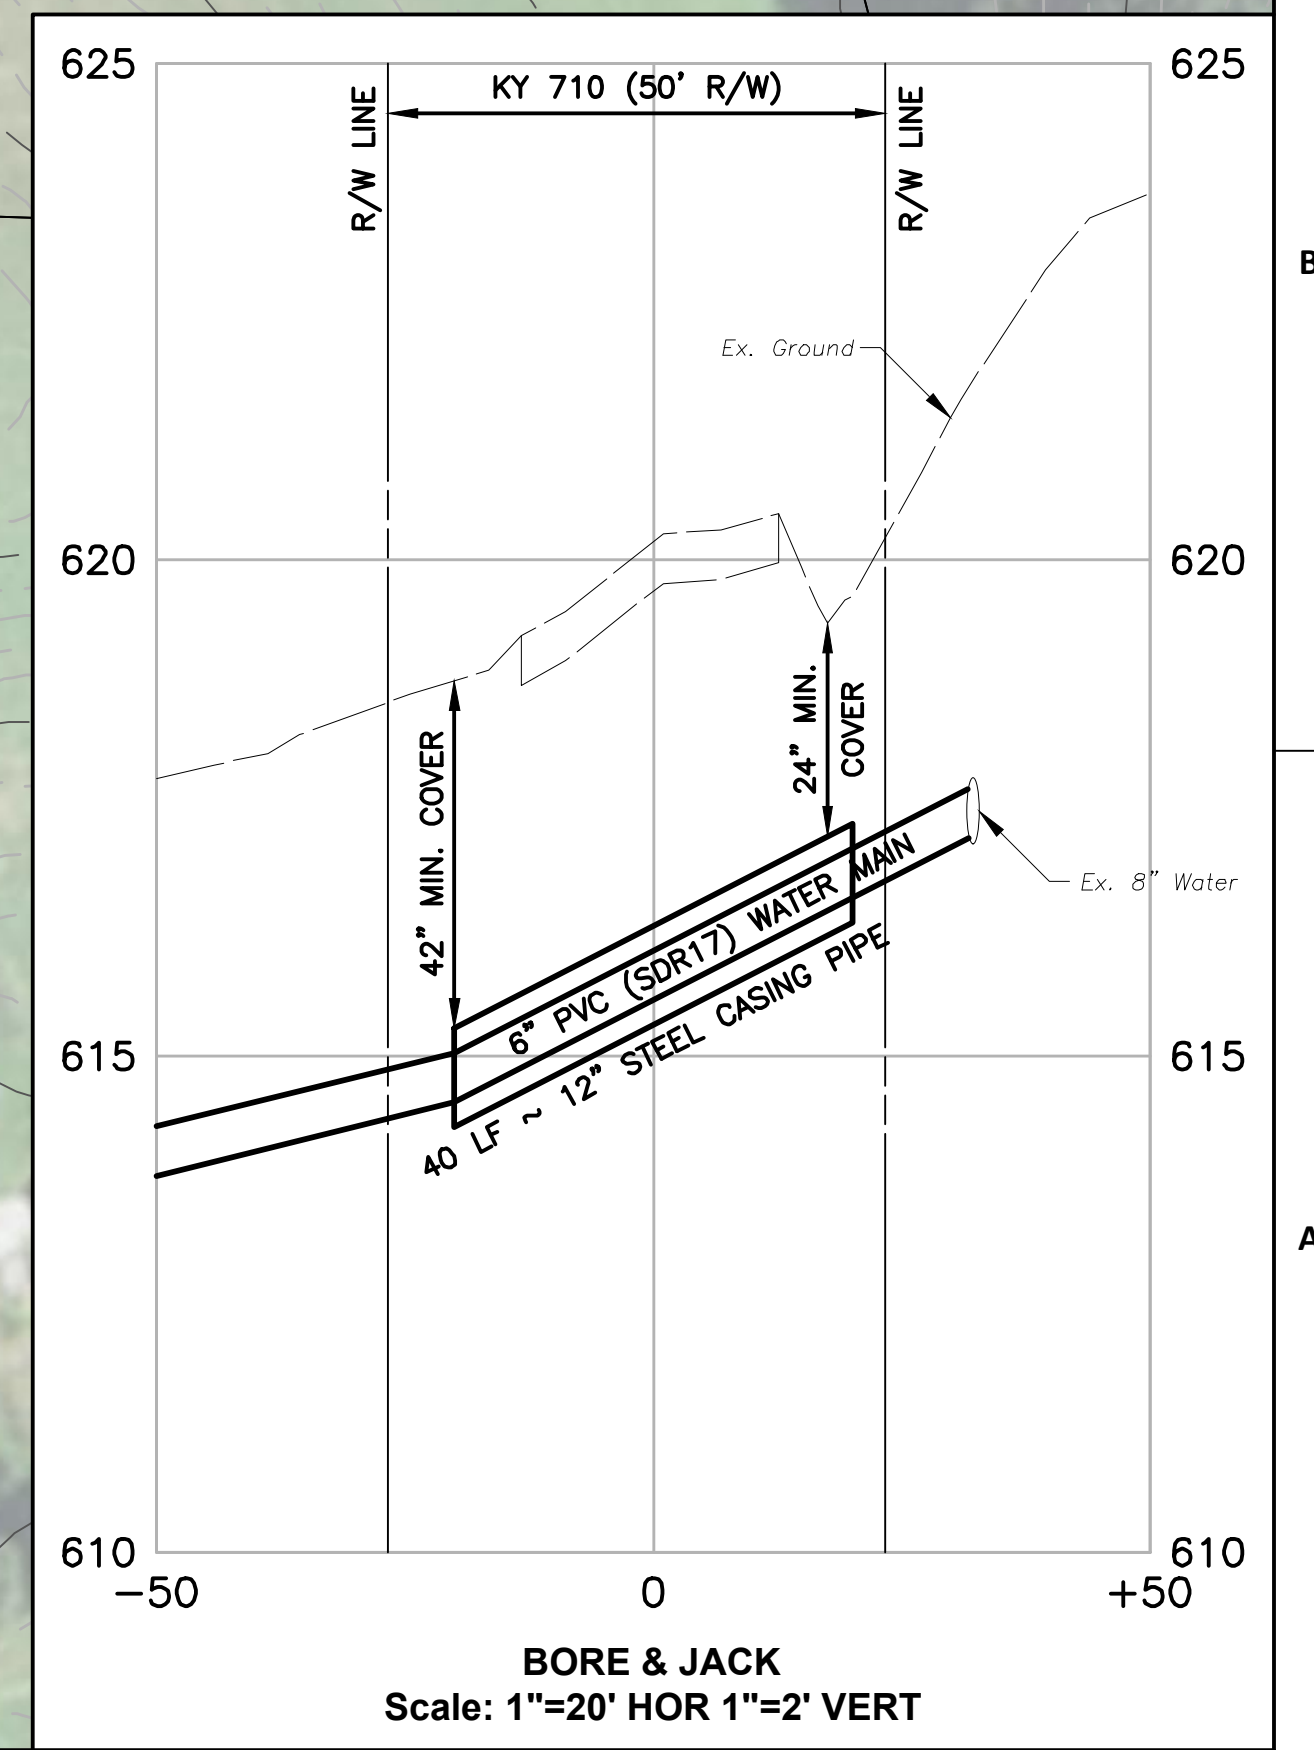 625
625
KY 710 (50' R/W)
R/W LINE
R/W LINE
B
Ex. Ground
620
620
42" MIN. COVER
24" MIN.
COVER
6" PVC (SDR17) WATER MAIN
40 LF ~ 12" STEEL CASING PIPE
Ex. 8" Water
615
615
A
610
610
-50
0
+50
BORE & JACK
Scale: 1"=20' HOR 1"=2' VERT